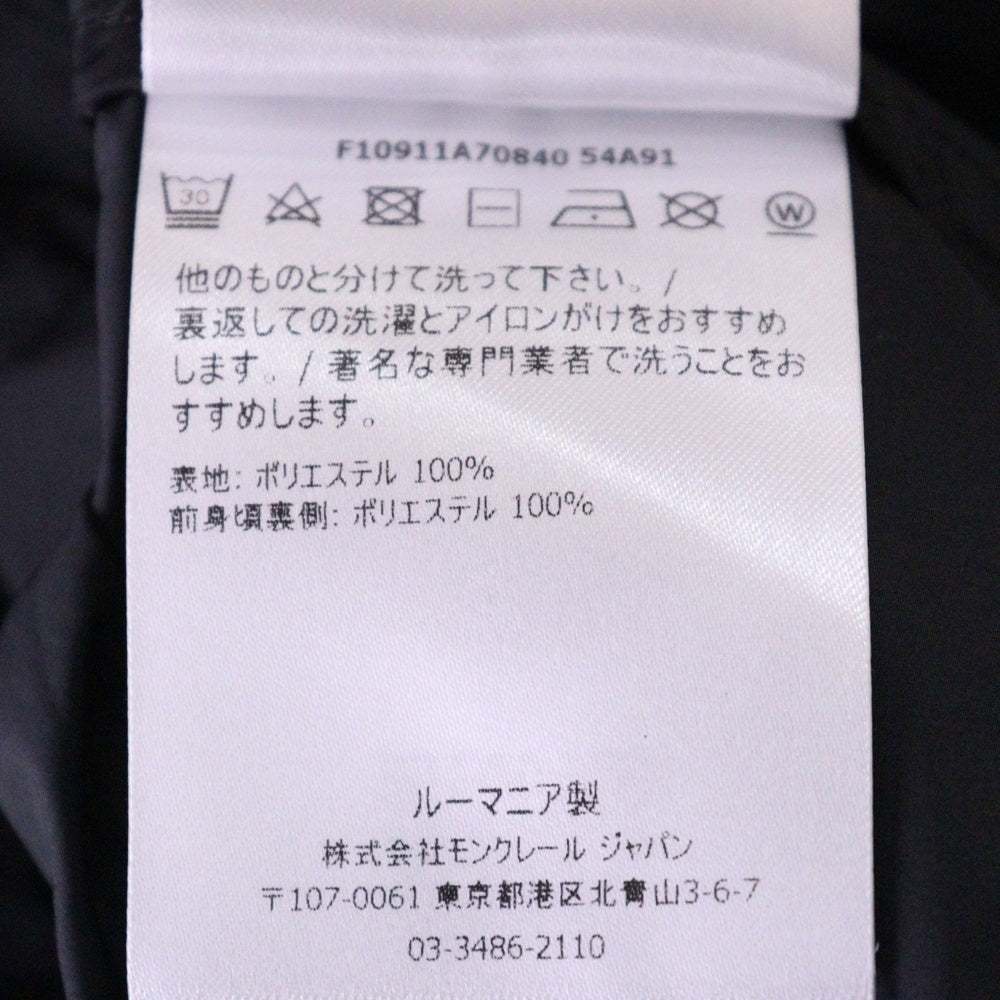 F10911A70840 54A91
30
W
他のものと分けて洗って下さい。/
裏返しての洗濯とアイロンがけをおすすめ
します。/ 著名な専門業者で洗うことをお
すすめします。
表地: ポリエステル 100%
前身頃裏側: ポリエステル 100%
ルーマニア製
株式会社モンクレール ジャパン
〒107-0061 東京都港区北青山3-6-7
03-3486-2110